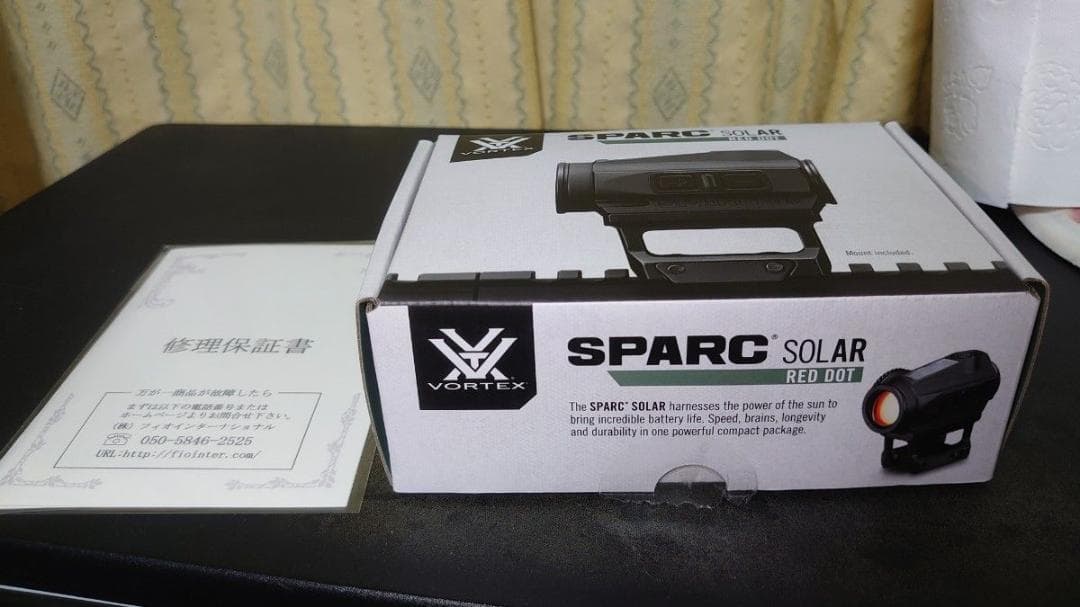 VORTEX
SPARC SOLAR
RED DOT
Mount included.
VORTEX
SPARC® SOLAR
RED DOT
The SPARC® SOLAR harnesses the power of the sun to
bring incredible battery life. Speed, brains, longevity
and durability in one powerful compact package.
修理保証書
万が一商品が故障したら
まずは以下の電話番号または
ホームページよりお問合せ下さい。
(株)フィオインターナショナル
☏ 050-5846-2525
URL:http://fiointer.com/